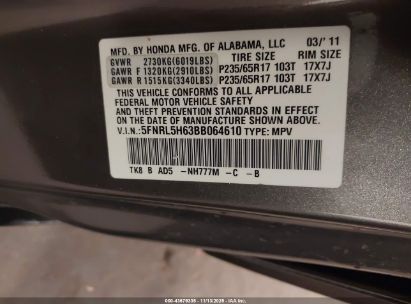 MFD. BY HONDA MFG. OF ALABAMA, LLC 03/'11
TIRE SIZE RIM SIZE
GVWR 2730KG(6019LBS)
GAWR F 1320KG(2910LBS) P235/65R17 103T 17X7J
GAWR R 1515KG(3340LBS) P235/65R17 103T 17X7J
THIS VEHICLE CONFORMS TO ALL APPLICABLE
FEDERAL MOTOR VEHICLE SAFETY
AND THEFT PREVENTION STANDARDS IN EFFECT
ON THE DATE OF MANUFACTURE SHOWN ABOVE.
V.I.N.: 5FNRL5H63BB064610 TYPE: MPV
TK8 B AD5 -NH777M -C -B